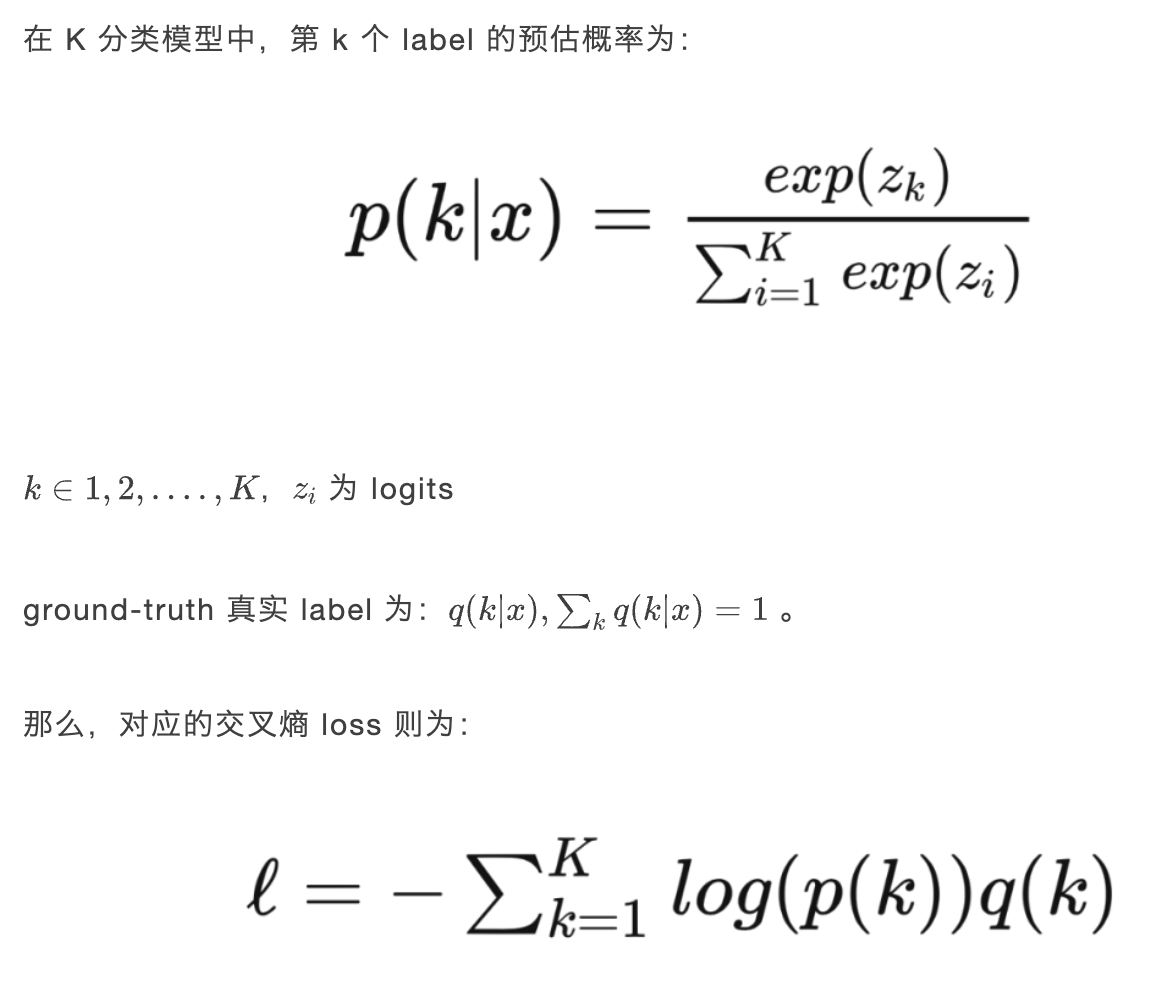 在 K 分类模型中，第 k 个 label 的预估概率为：
p(k|x) = \frac{exp(z_k)}{\sum_{i=1}^{K} exp(z_i)}
k ∈ 1, 2, . . . . , K，z_i 为 logits
ground-truth 真实 label 为：q(k|x), \sum_k q(k|x) = 1 。
那么，对应的交叉熵 loss 则为：
ℓ = − \sum_{k=1}^{K} log(p(k))q(k)